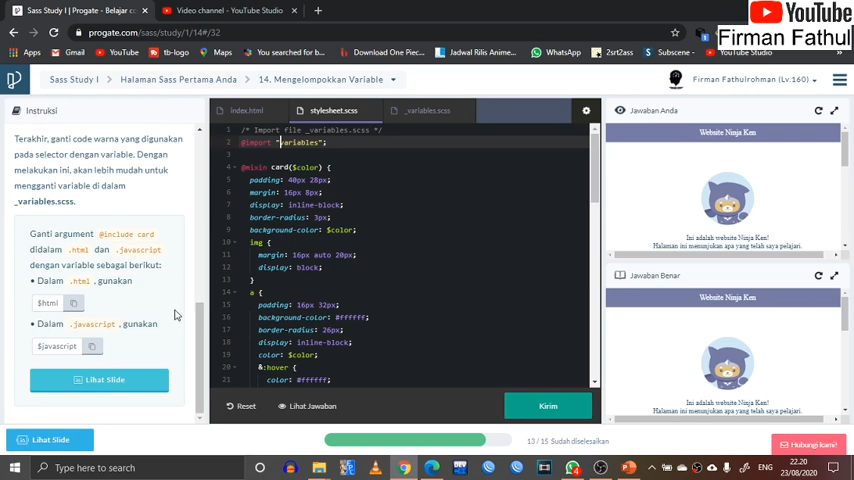 Sass Study I | Progate - Belajar co
Video channel - YouTube Studio
YouTube
Firman Fathul
progate.com/sass/study/1/14#/32
Apps
Gmail
YouTube
tb-logo
Maps
You searched for b...
Download One Piec...
Jadwal Rilis Anime...
WhatsApp
2srt2ass
Subscene -
Sass Study I
Halaman Sass Pertama Anda
14. Mengelompokkan Variable
Firman Fathulrohman (Lv.160)
Instruksi
Terakhir, ganti code warna yang digunakan
pada selector dengan variable. Dengan
melakukan ini, akan lebih mudah untuk
mengganti variable di dalam
_variables.scss.
Ganti argument @include card
didalam .html dan .javascript
dengan variable sebagai berikut:
• Dalam .html, gunakan
$html
• Dalam .javascript, gunakan
$javascript
Lihat Slide
Lihat Slide
index.html
stylesheet.scss
_variables.scss
1 /* Import file _variables.scss */
2 @import "variables";
3
4 @mixin card($color) {
5 padding: 40px 28px;
6 margin: 16px 8px;
7 display: inline-block;
8 border-radius: 3px;
9 background-color: $color;
10 img {
11 margin: 16px auto 20px;
12 display: block;
13 }
14 a {
15 padding: 16px 32px;
16 background-color: #ffffff;
17 border-radius: 26px;
18 display: inline-block;
19 color: $color;
20 &:hover {
21 color: #ffffff;
Reset
Lihat Jawaban
Kirim
13 / 15 Sudah diselesaikan
Jawaban Anda
Website Ninja Ken
Ini adalah website Ninja Ken!
Halaman ini menunjukan apa yang telah saya pelajari.
Jawaban Benar
Website Ninja Ken
Ini adalah website Ninja Ken!
Halaman ini menunjukan apa yang telah saya pelajari.
Hubungi kami!
Type here to search
ENG
22.20
23/08/2020